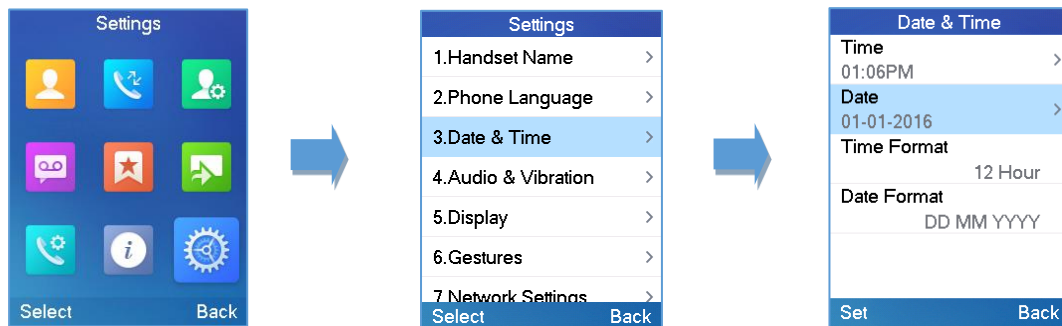 Settings
Select Back
Settings
1.Handset Name
2.Phone Language
3.Date & Time
4.Audio & Vibration
5.Display
6.Gestures
7.Network Settings
Select Back
Date & Time
Time
01:06PM
Date
01-01-2016
Time Format
12 Hour
Date Format
DD MM YYYY
Set Back